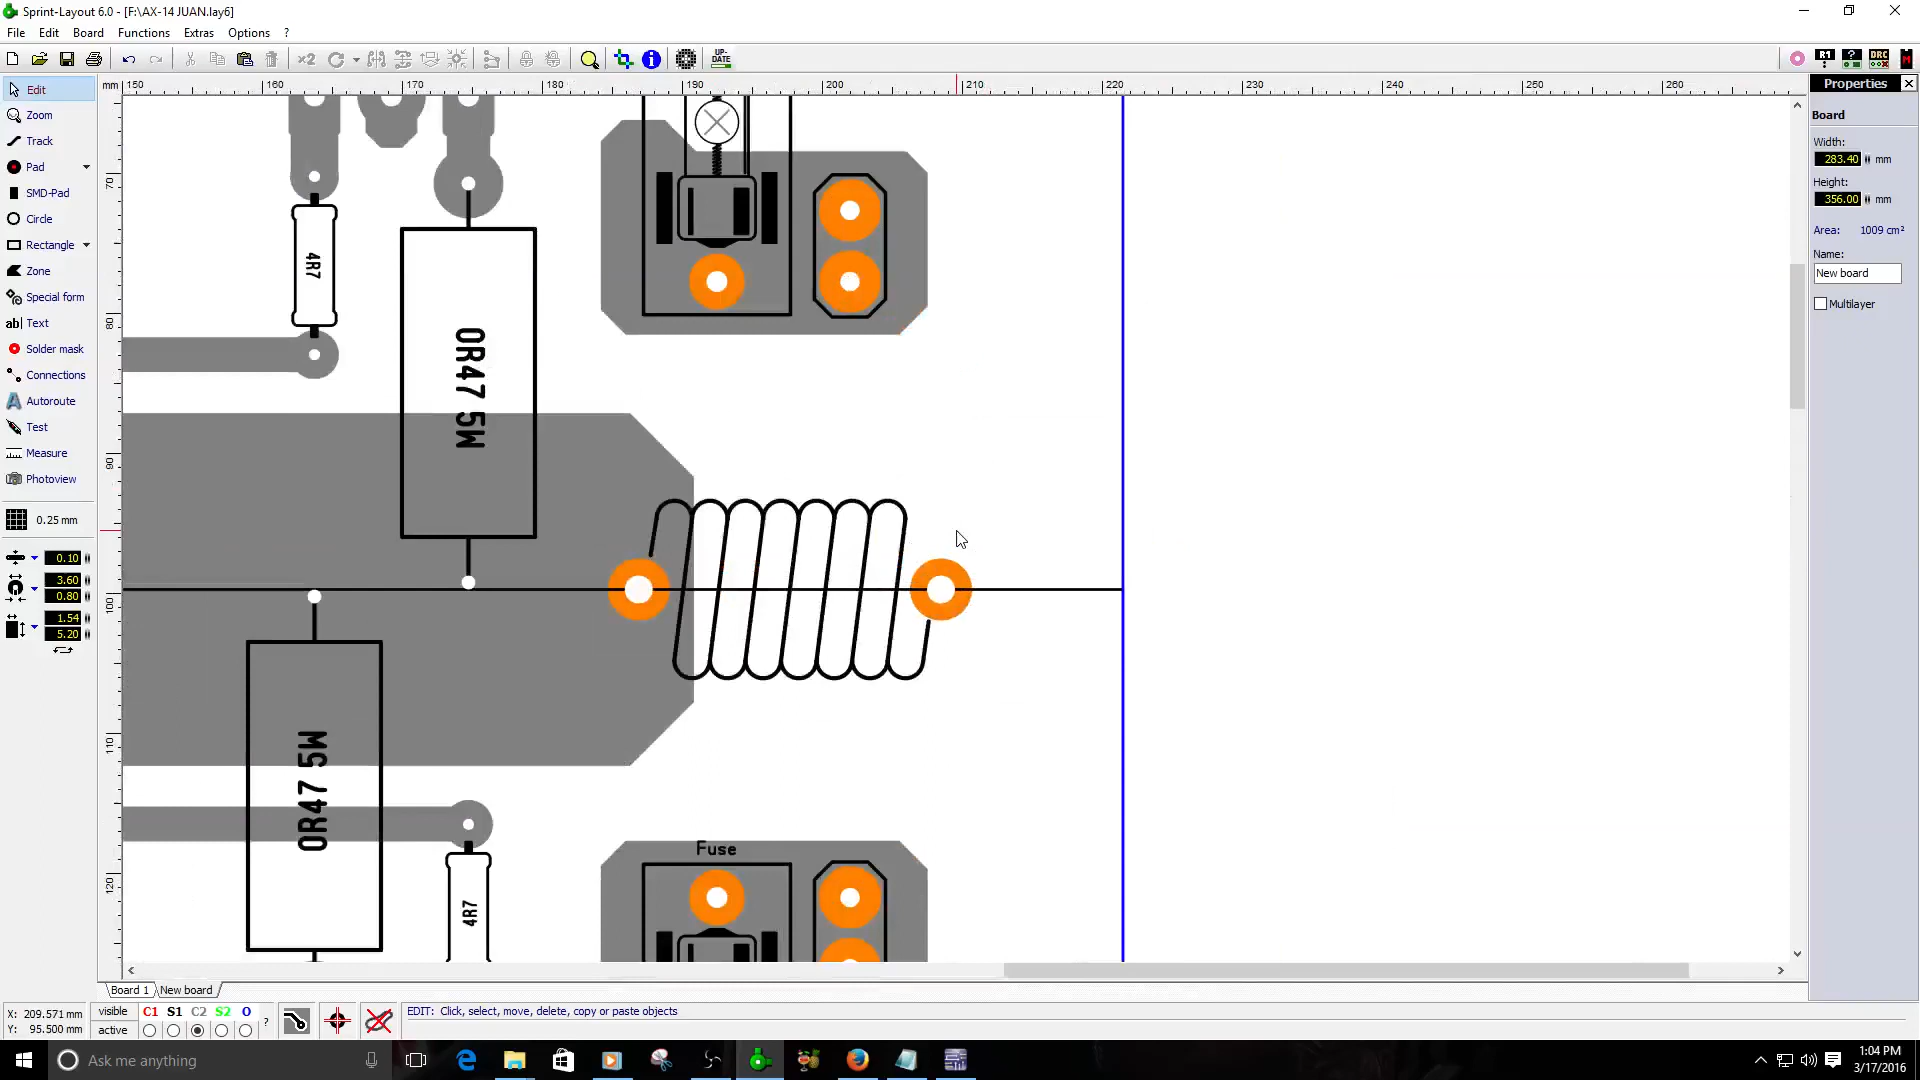 Sprint-Layout 6.0 - [F:\AX-14 JUAN.lay6]
File Edit Board Functions Extras Options ?
x2 UP-DATE R1 ? DRC M
mm 150 160 170 180 190 200 210 220 230 240 250 260
70
80
90
100
110
120
Edit
Zoom
Track
Pad
SMD-Pad
Circle
Rectangle
Zone
Special form
ab| Text
Solder mask
Connections
Autoroute
Test
Measure
Photoview
0.25 mm
0.10
3.60
0.80
1.54
5.20
4R7
0R47 5W
0R47 5W
4R7
Fuse
Properties
Board
Width:
283.40 mm
Height:
356.00 mm
Area: 1009 cm²
Name:
New board
Multilayer
Board 1 New board
X: 209.571 mm
Y: 95.500 mm
visible C1 S1 C2 S2 O
active
?
EDIT: Click, select, move, delete, copy or paste objects
Ask me anything
1:04 PM
3/17/2016